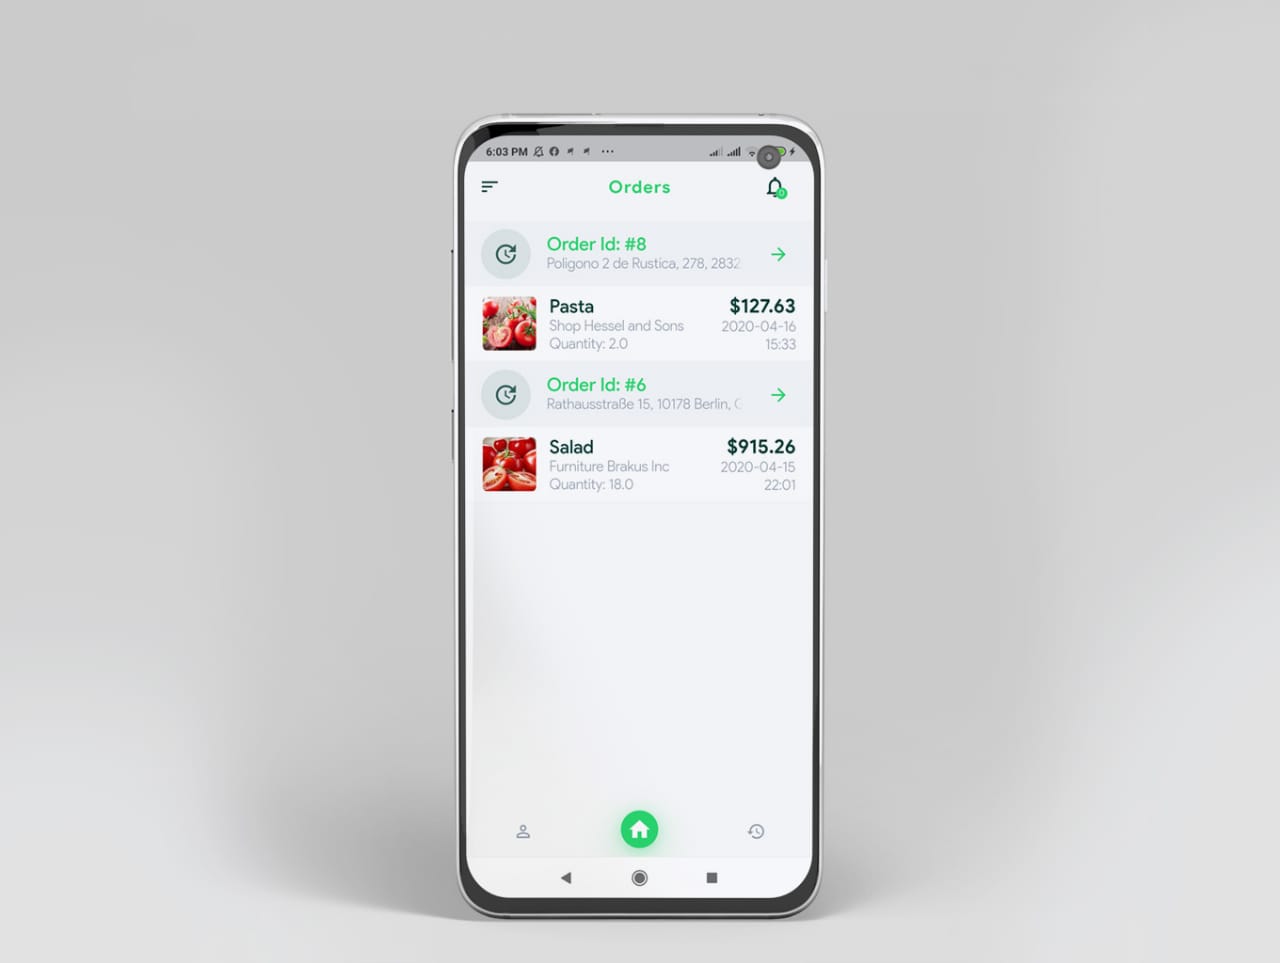 6:03 PM
Orders
0
Order Id: #8
Poligono 2 de Rustica, 278, 2832
Pasta
$127.63
Shop Hessel and Sons
2020-04-16
Quantity: 2.0
15:33
Order Id: #6
Rathausstraße 15, 10178 Berlin,
Salad
$915.26
Furniture Brakus Inc
2020-04-15
Quantity: 18.0
22:01